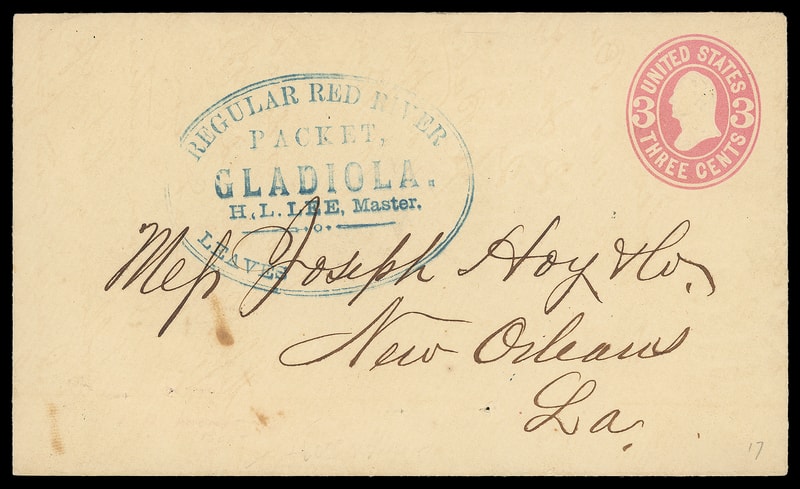 UNITED STATES
3 3
THREE CENTS
REGULAR RED RIVER
PACKET,
GLADIOLA.
H. L. LEE, Master.
LEAVES
Mess Joseph Hoy & Co.
New Orleans
La.
17